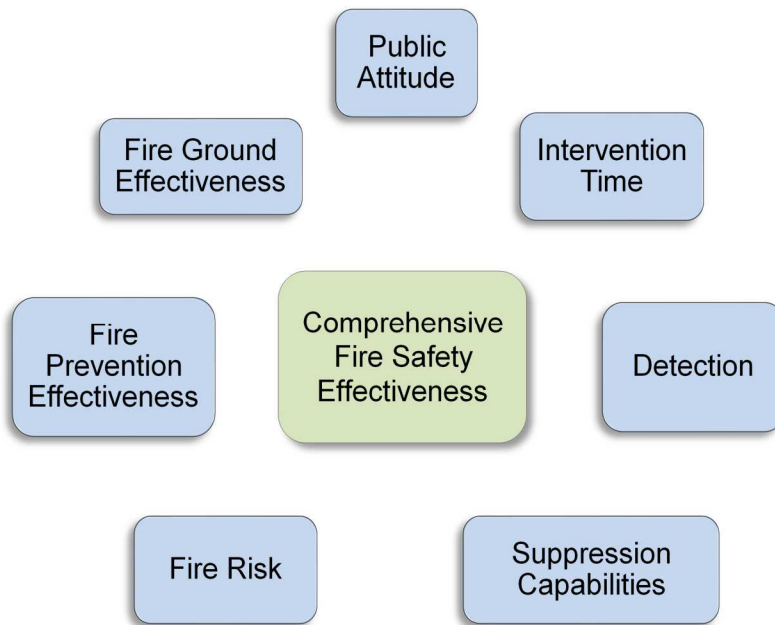 Public
Attitude
Fire Ground
Effectiveness
Intervention
Time
Fire
Prevention
Effectiveness
Comprehensive
Fire Safety
Effectiveness
Detection
Fire Risk
Suppression
Capabilities